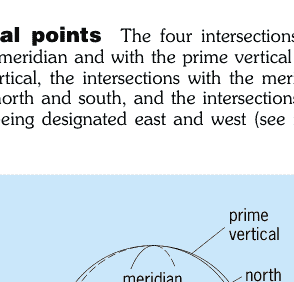 al points The four intersections
meridian and with the prime vertical
rtical, the intersections with the mer
north and south, and the intersections
eing designated east and west (see
prime
vertical
meridian
north